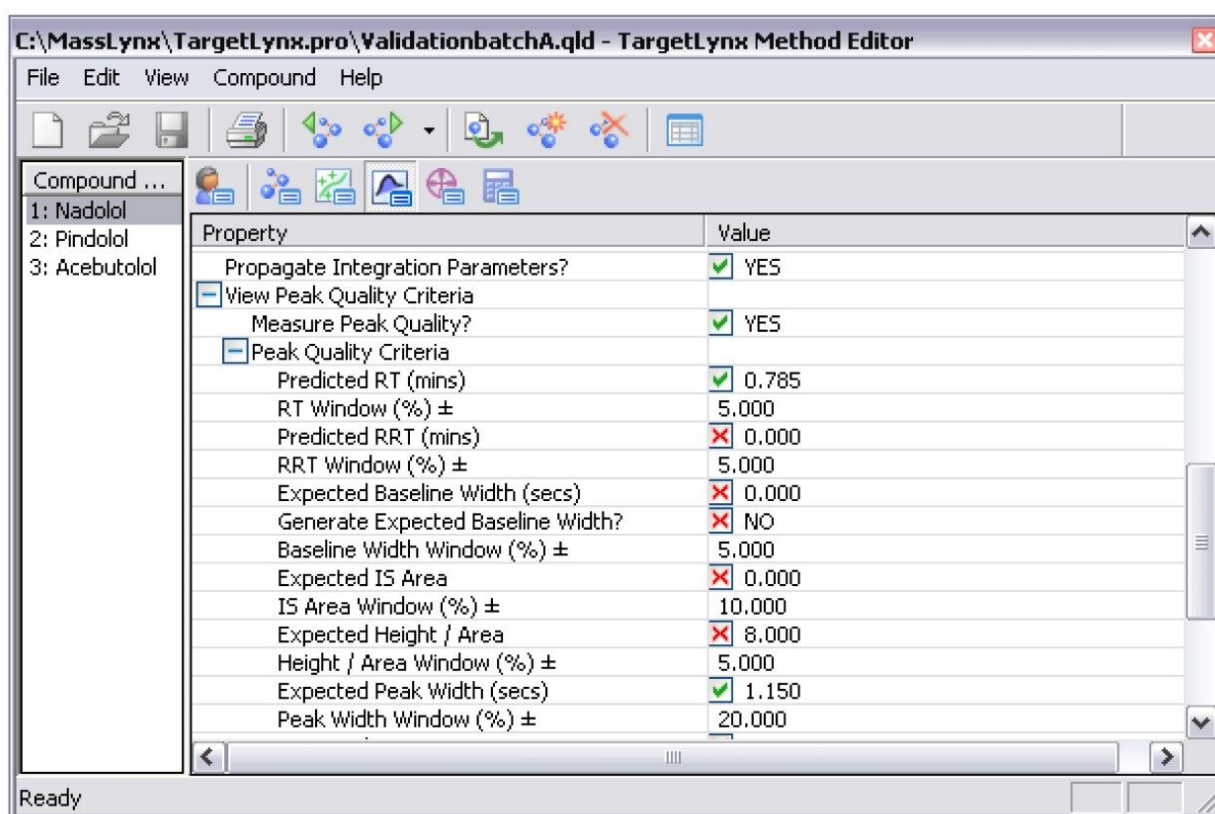 C:\MassLynx\TargetLynx.pro\ValidationbatchA.qld - TargetLynx Method Editor
File Edit View Compound Help
Compound ...
1: Nadolol
2: Pindolol
3: Acebutolol
Property Value
Propagate Integration Parameters? YES
View Peak Quality Criteria
Measure Peak Quality? YES
Peak Quality Criteria
Predicted RT (mins) 0.785
RT Window (%) ± 5.000
Predicted RRT (mins) 0.000
RRT Window (%) ± 5.000
Expected Baseline Width (secs) 0.000
Generate Expected Baseline Width? NO
Baseline Width Window (%) ± 5.000
Expected IS Area 0.000
IS Area Window (%) ± 10.000
Expected Height / Area 8.000
Height / Area Window (%) ± 5.000
Expected Peak Width (secs) 1.150
Peak Width Window (%) ± 20.000
Ready